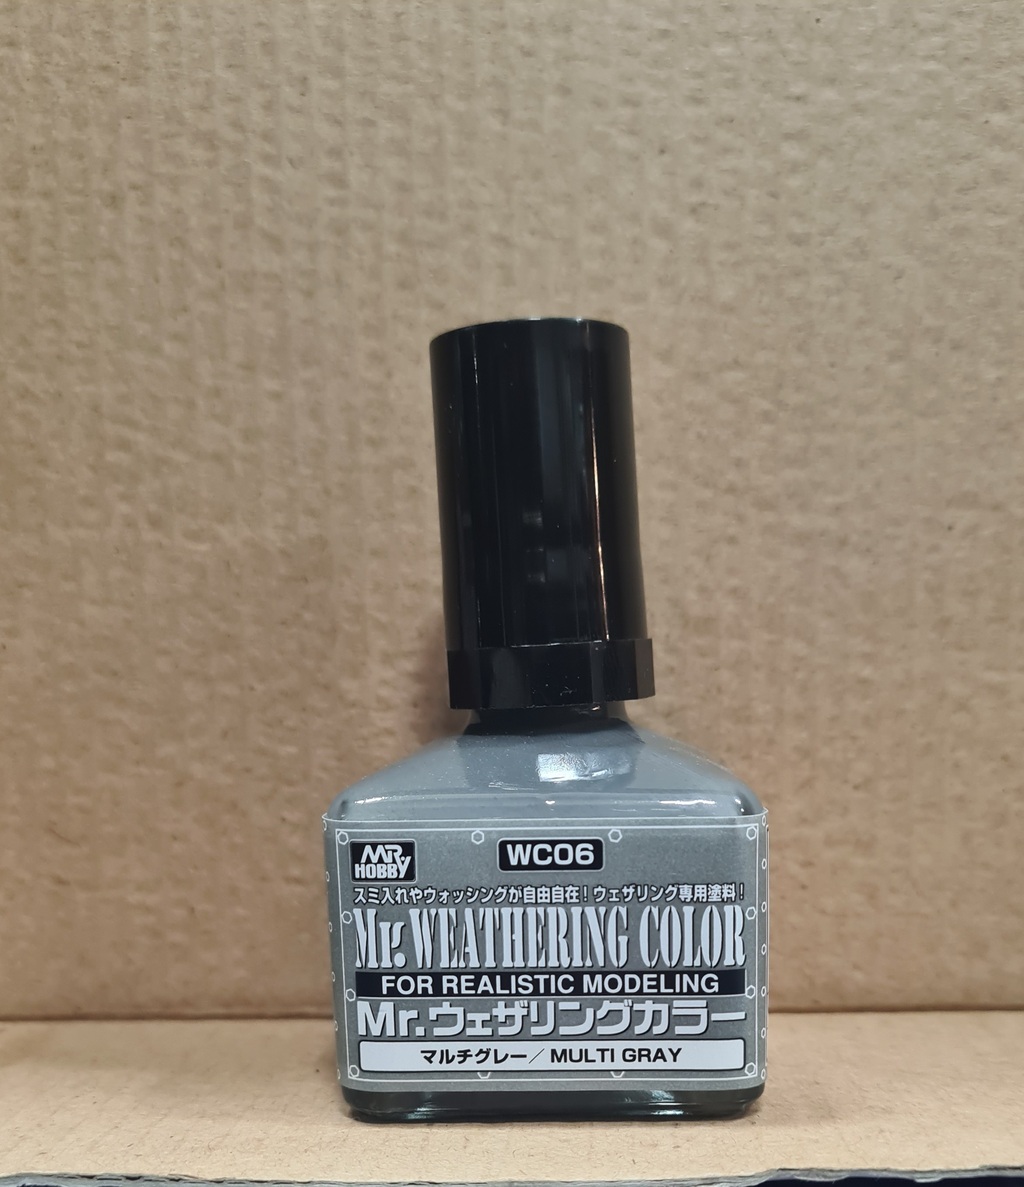 MR HOBBY
WC06
スミ入れやウォッシングが自由自在！ウェザリング専用塗料！
Mr. WEATHERING COLOR
FOR REALISTIC MODELING
Mr.ウェザリングカラー
マルチグレー／MULTI GRAY